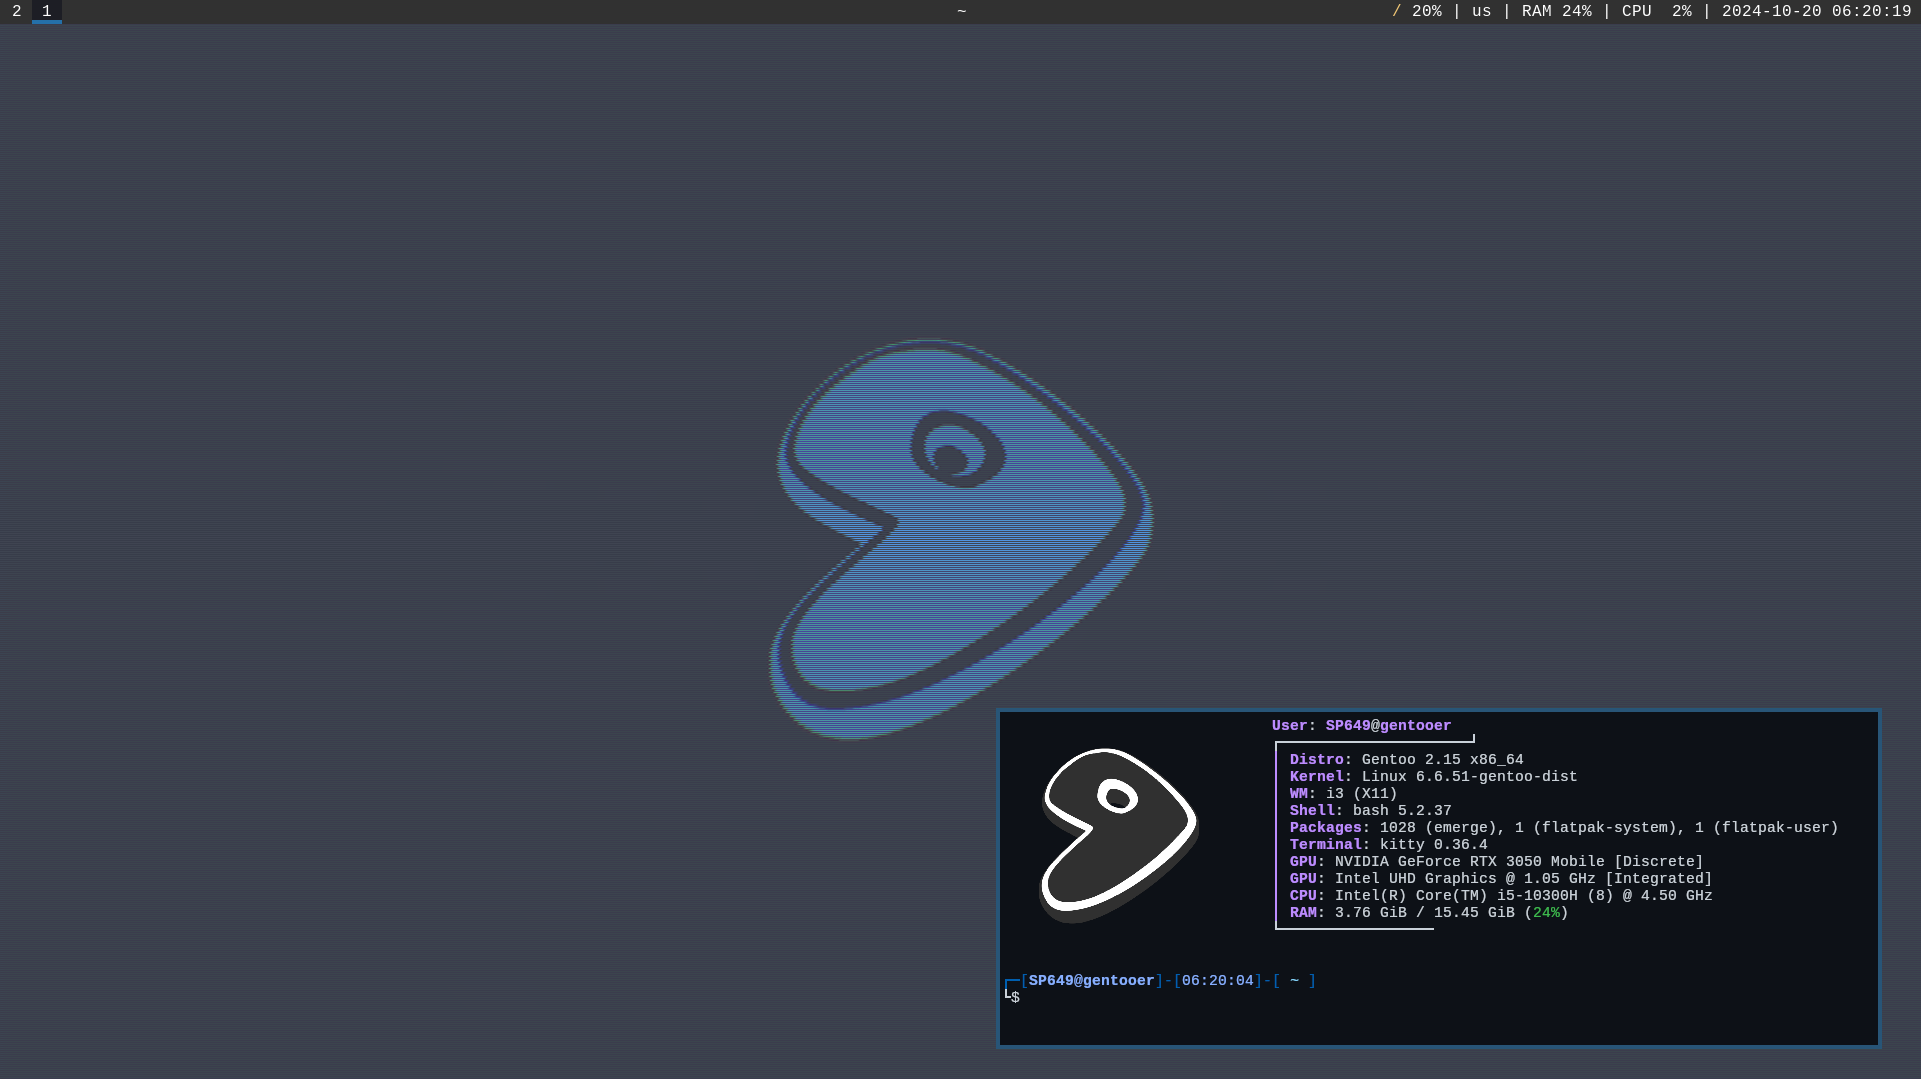 2 1 ~ / 20% | us | RAM 24% | CPU 2% | 2024-10-20 06:20:19
User: SP649@gentooer
Distro: Gentoo 2.15 x86_64
Kernel: Linux 6.6.51-gentoo-dist
WM: i3 (X11)
Shell: bash 5.2.37
Packages: 1028 (emerge), 1 (flatpak-system), 1 (flatpak-user)
Terminal: kitty 0.36.4
GPU: NVIDIA GeForce RTX 3050 Mobile [Discrete]
GPU: Intel UHD Graphics @ 1.05 GHz [Integrated]
CPU: Intel(R) Core(TM) i5-10300H (8) @ 4.50 GHz
RAM: 3.76 GiB / 15.45 GiB (24%)
┌─[SP649@gentooer]-[06:20:04]-[ ~ ]
└$